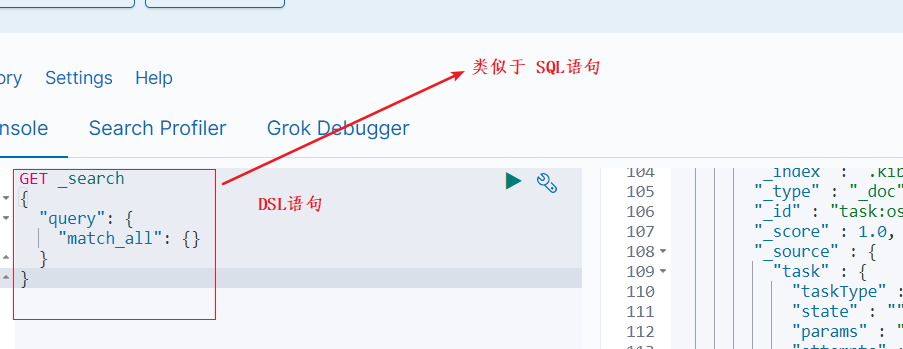 ory Settings Help
类似于 SQL语句
nsole Search Profiler Grok Debugger
GET _search
{
"query": {
"match_all": {}
}
}
DSL语句
104 "_index" : ".kib
105 "_type" : "_doc"
106 "_id" : "task:os
107 "_score" : 1.0,
108 "_source" : {
109 "task" : {
110 "taskType" :
111 "state" : ""
112 "params" : "